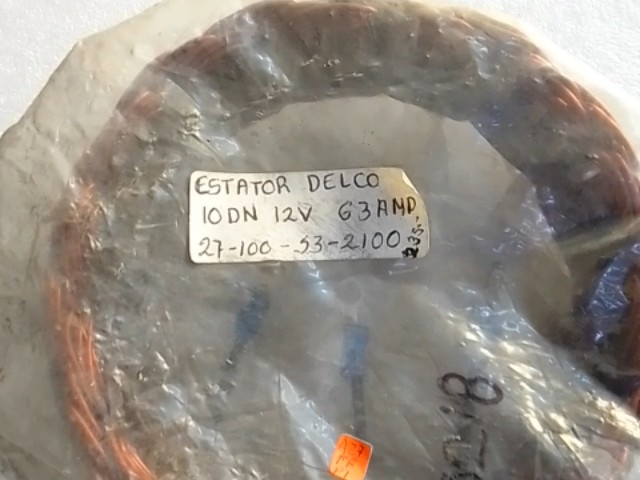 ESTATOR DELCO
10DN 12V 63AMP
27-100-53-2100